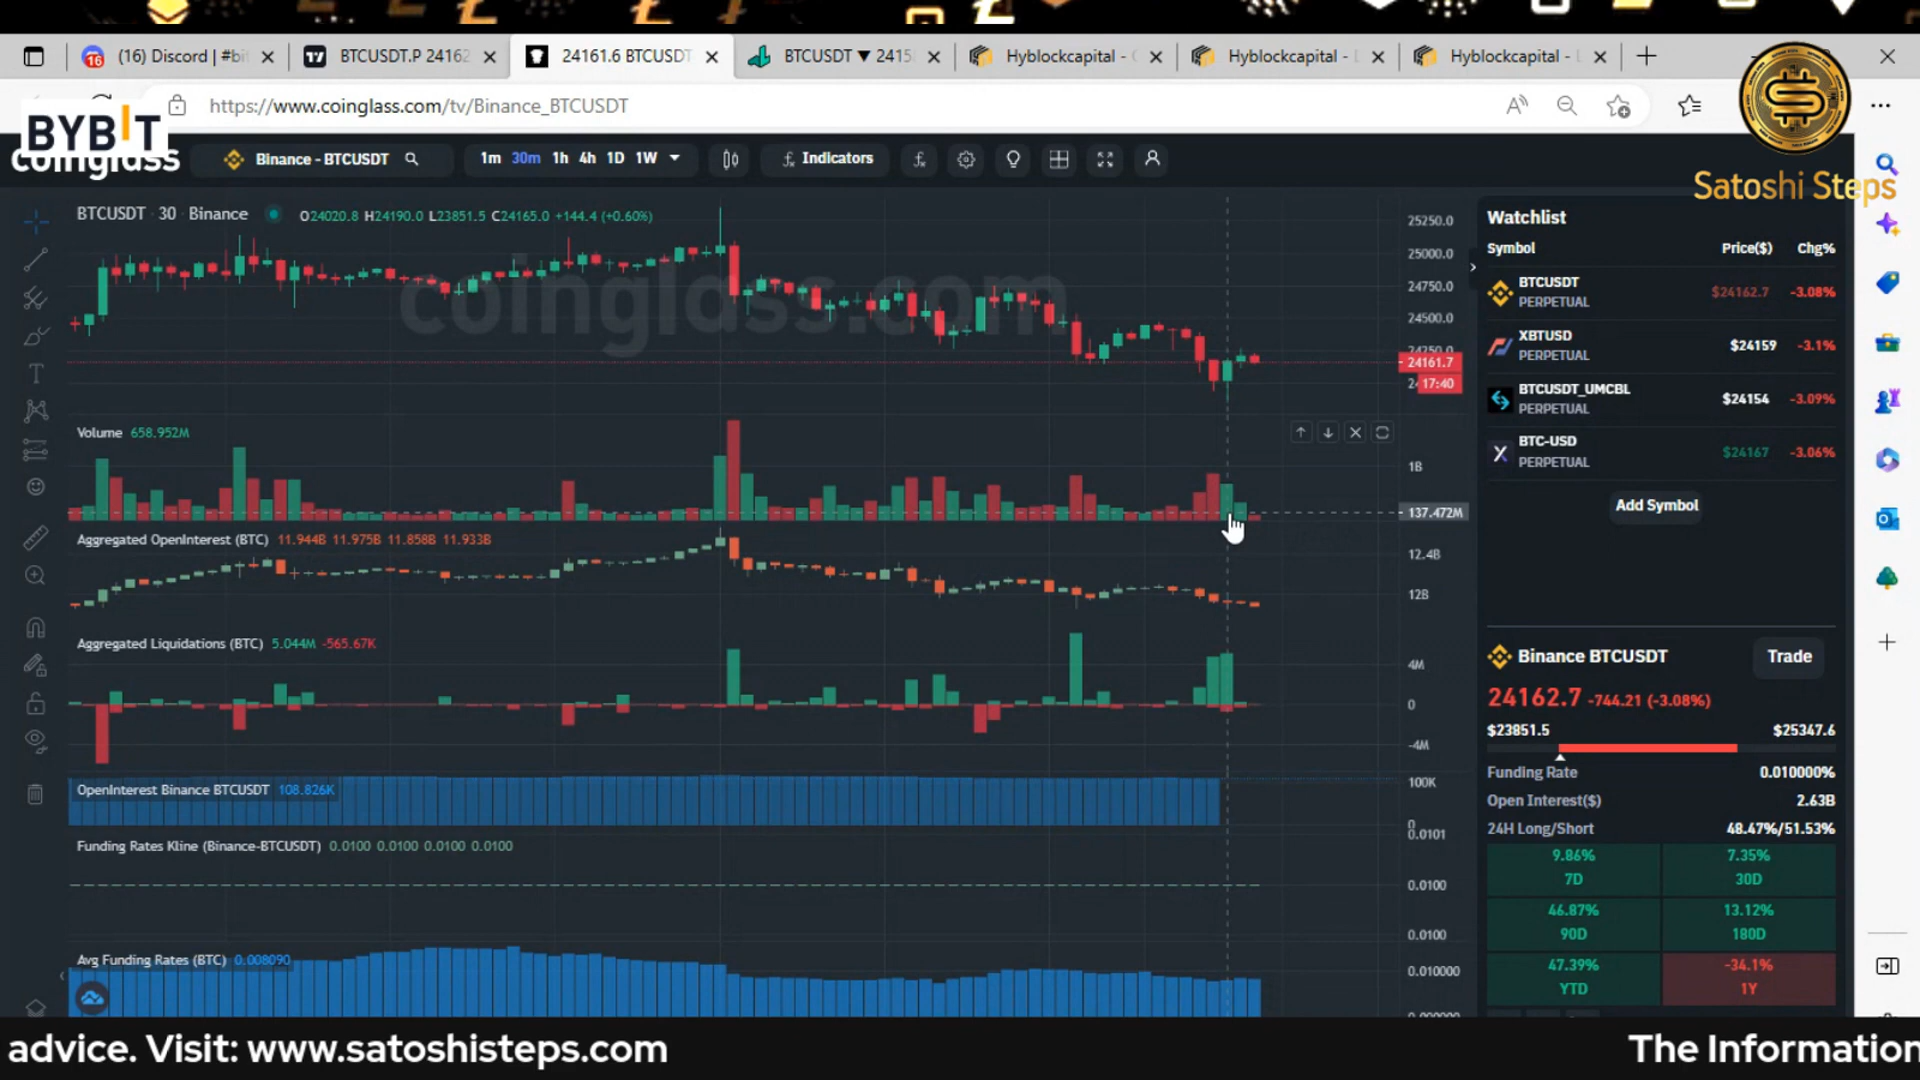 16 (16) Discord | #bi
BTCUSDT.P 24162
24161.6 BTCUSDT
BTCUSDT ▼ 2415
Hyblockcapital -
Hyblockcapital -
Hyblockcapital -
https://www.coinglass.com/tv/Binance_BTCUSDT
BYBIT
coinglass
Binance - BTCUSDT
1m 30m 1h 4h 1D 1W
Indicators
Satoshi Steps
BTCUSDT · 30 · Binance
O24020.8 H24190.0 L23851.5 C24165.0 +144.4 (+0.60%)
25250.0
25000.0
24750.0
24500.0
24250.0
24161.7
17:40
coinglass.com
Volume 658.952M
1B
137.472M
Aggregated OpenInterest (BTC) 11.944B 11.975B 11.858B 11.933B
12.4B
12B
Aggregated Liquidations (BTC) 5.044M -565.67K
4M
0
-4M
OpenInterest Binance BTCUSDT 108.826K
100K
0
0.0101
Funding Rates Kline (Binance-BTCUSDT) 0.0100 0.0100 0.0100 0.0100
0.0100
0.0100
Avg Funding Rates (BTC) 0.008090
0.010000
Watchlist
Symbol Price($) Chg%
BTCUSDT
PERPETUAL $24162.7 -3.08%
XBTUSD
PERPETUAL $24159 -3.1%
BTCUSDT_UMCBL
PERPETUAL $24154 -3.09%
BTC-USD
PERPETUAL $24167 -3.06%
Add Symbol
Binance BTCUSDT Trade
24162.7 -744.21 (-3.08%)
$23851.5 $25347.6
Funding Rate 0.010000%
Open Interest($) 2.63B
24H Long/Short 48.47%/51.53%
9.86% 7.35%
7D 30D
46.87% 13.12%
90D 180D
47.39% -34.1%
YTD 1Y
advice. Visit: www.satoshisteps.com
The Information